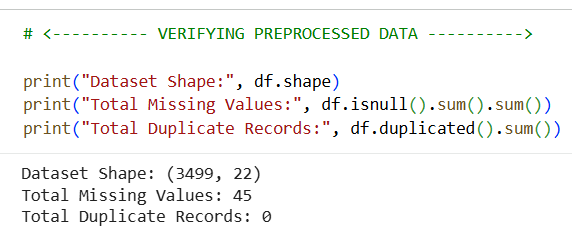 # <---------- VERIFYING PREPROCESSED DATA ---------->
print("Dataset Shape:", df.shape)
print("Total Missing Values:", df.isnull().sum().sum())
print("Total Duplicate Records:", df.duplicated().sum())
Dataset Shape: (3499, 22)
Total Missing Values: 45
Total Duplicate Records: 0